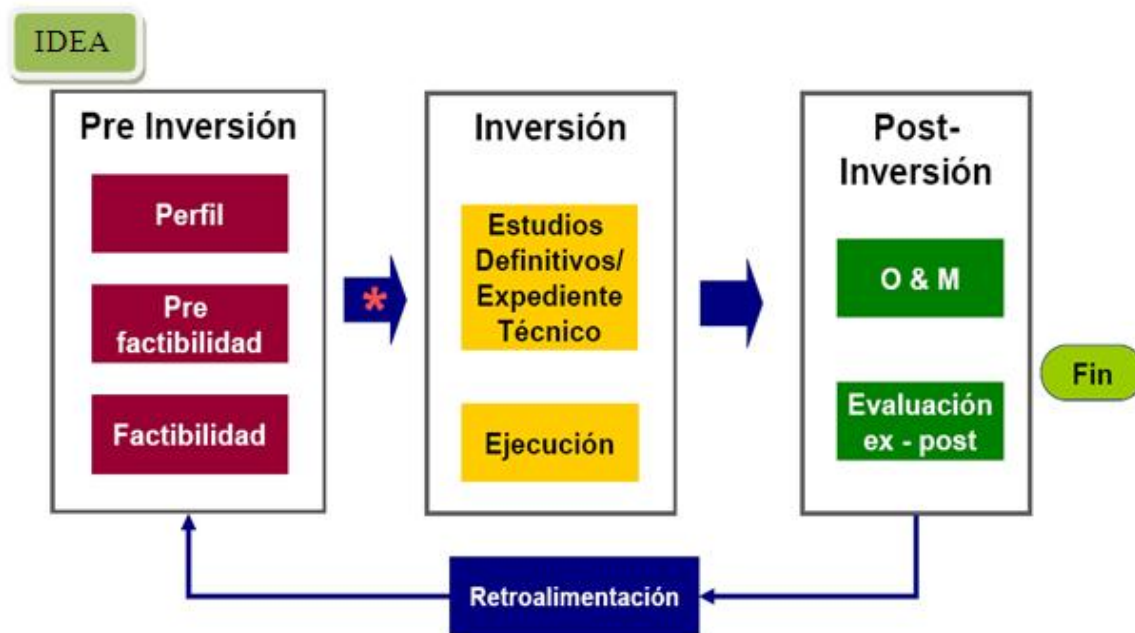 IDEA
Pre Inversión
Perfil
Pre
factibilidad
Factibilidad
*
Inversión
Estudios
Definitivos/
Expediente
Técnico
Ejecución
Post-
Inversión
O & M
Evaluación
ex - post
Fin
Retroalimentación